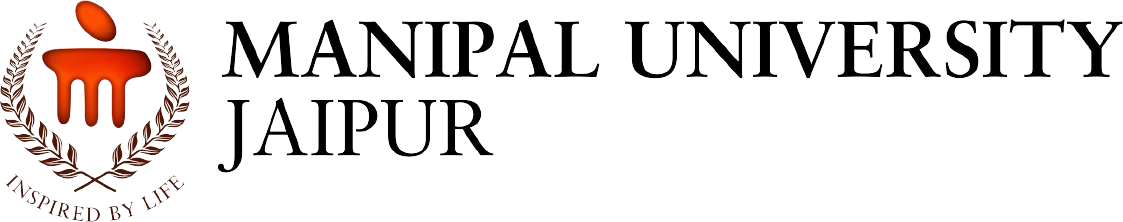 MANIPAL UNIVERSITY
JAIPUR
INSPIRED BY LIFE